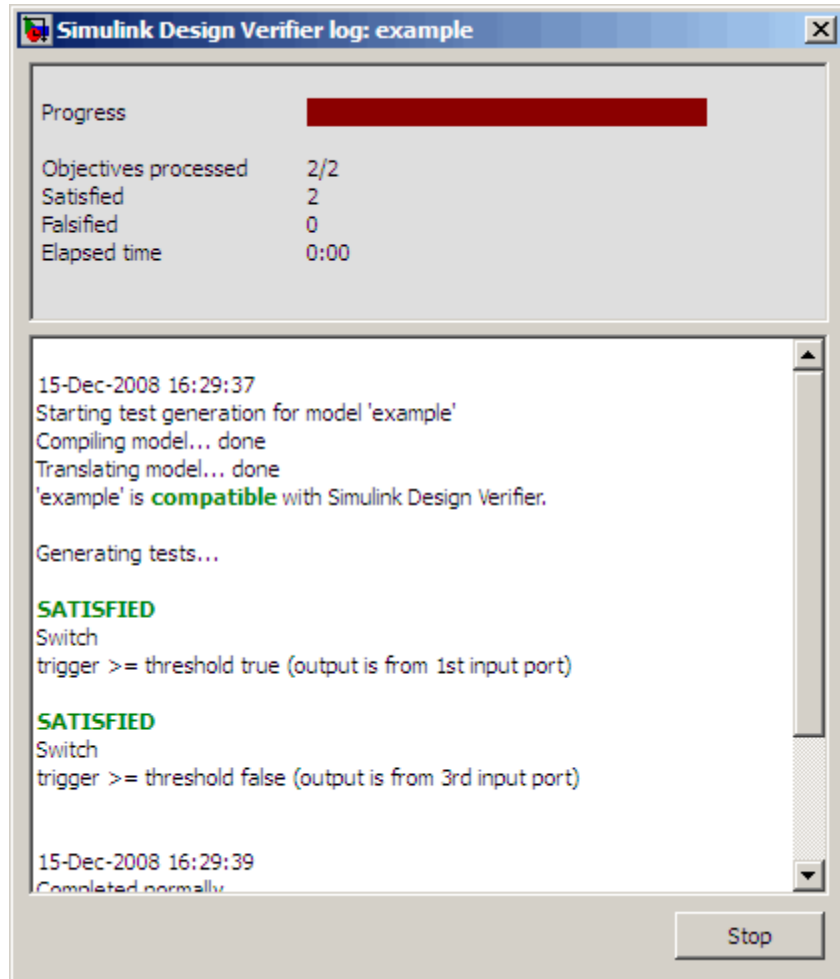 Simulink Design Verifier log: example
Progress
Objectives processed 2/2
Satisfied 2
Falsified 0
Elapsed time 0:00
15-Dec-2008 16:29:37
Starting test generation for model 'example'
Compiling model... done
Translating model... done
'example' is compatible with Simulink Design Verifier.
Generating tests...
SATISFIED
Switch
trigger >= threshold true (output is from 1st input port)
SATISFIED
Switch
trigger >= threshold false (output is from 3rd input port)
15-Dec-2008 16:29:39
Completed normally
Stop